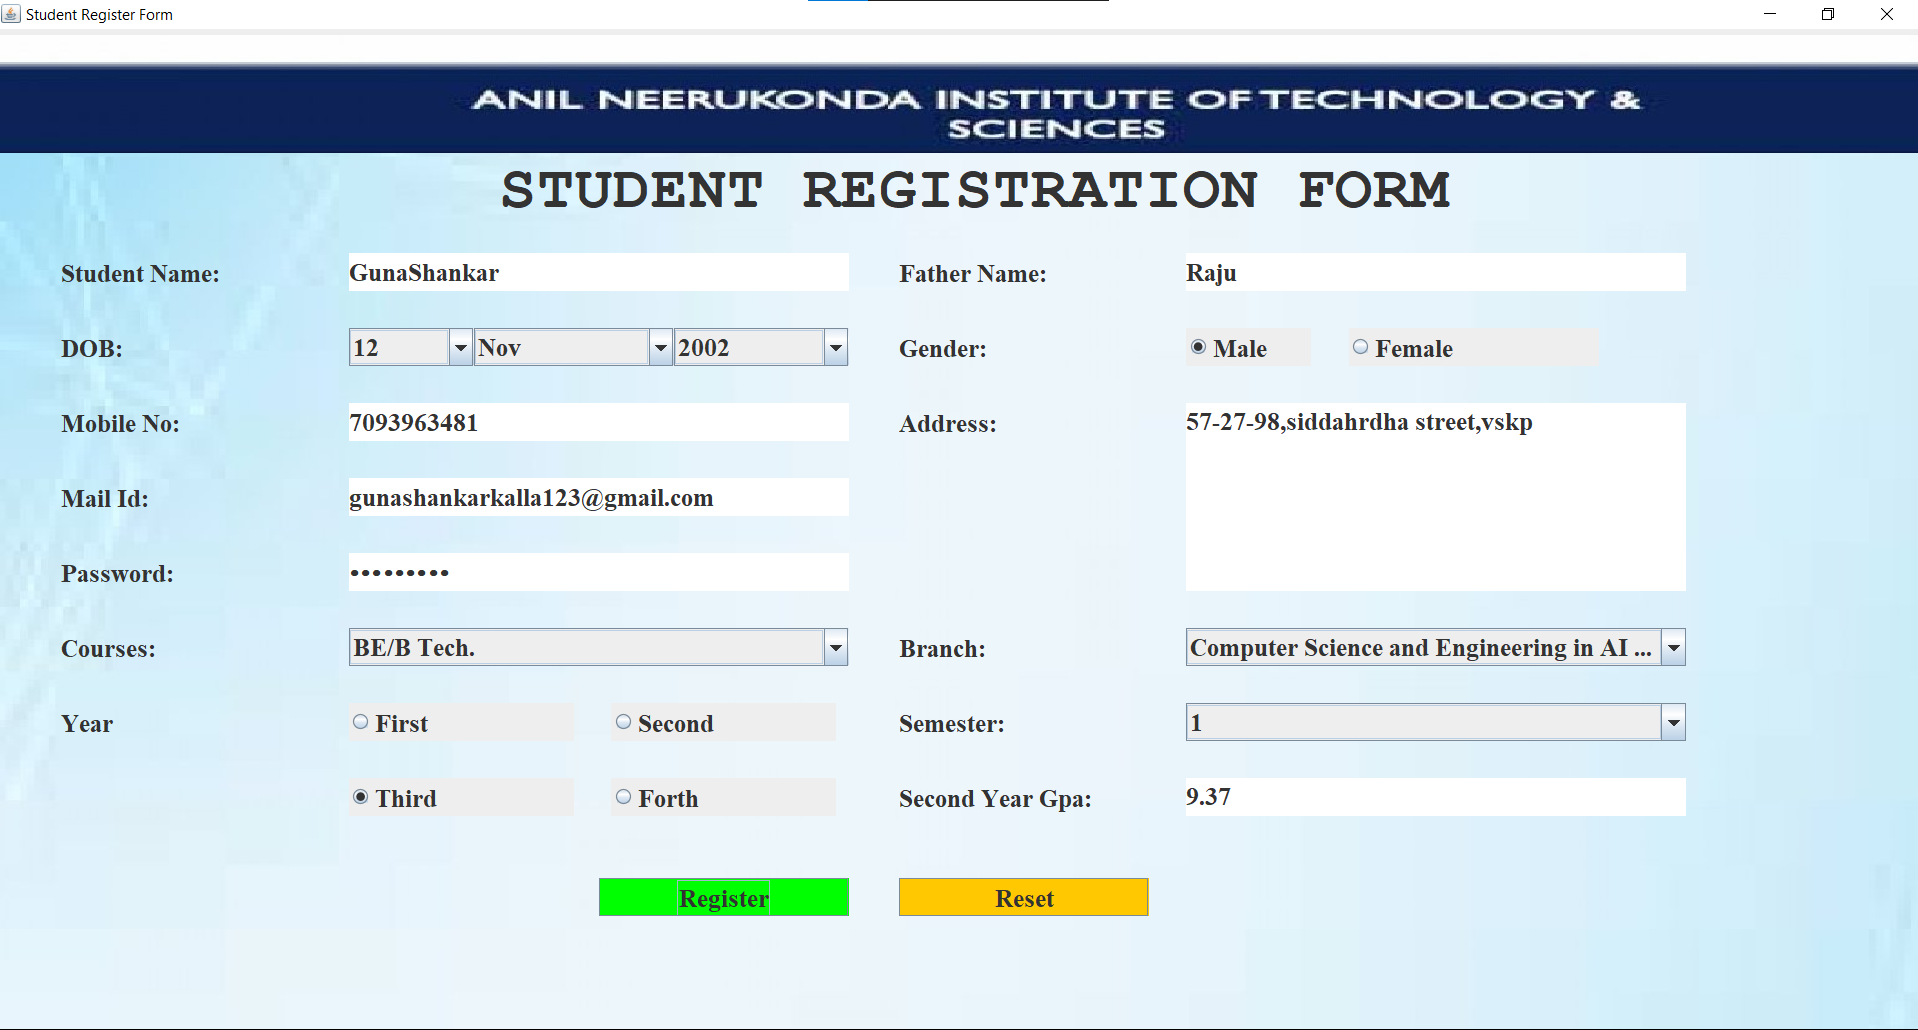 Student Register Form
ANIL NEERUKONDA INSTITUTE OF TECHNOLOGY &
SCIENCES
STUDENT REGISTRATION FORM
Student Name: GunaShankar Father Name: Raju
DOB: 12 Nov 2002 Gender: Male Female
Mobile No: 7093963481 Address: 57-27-98,siddahrdha street,vskp
Mail Id: gunashankarkalla123@gmail.com
Password: •••••••••
Courses: BE/B Tech. Branch: Computer Science and Engineering in AI ...
Year First Second Semester: 1
Third Forth Second Year Gpa: 9.37
Register Reset